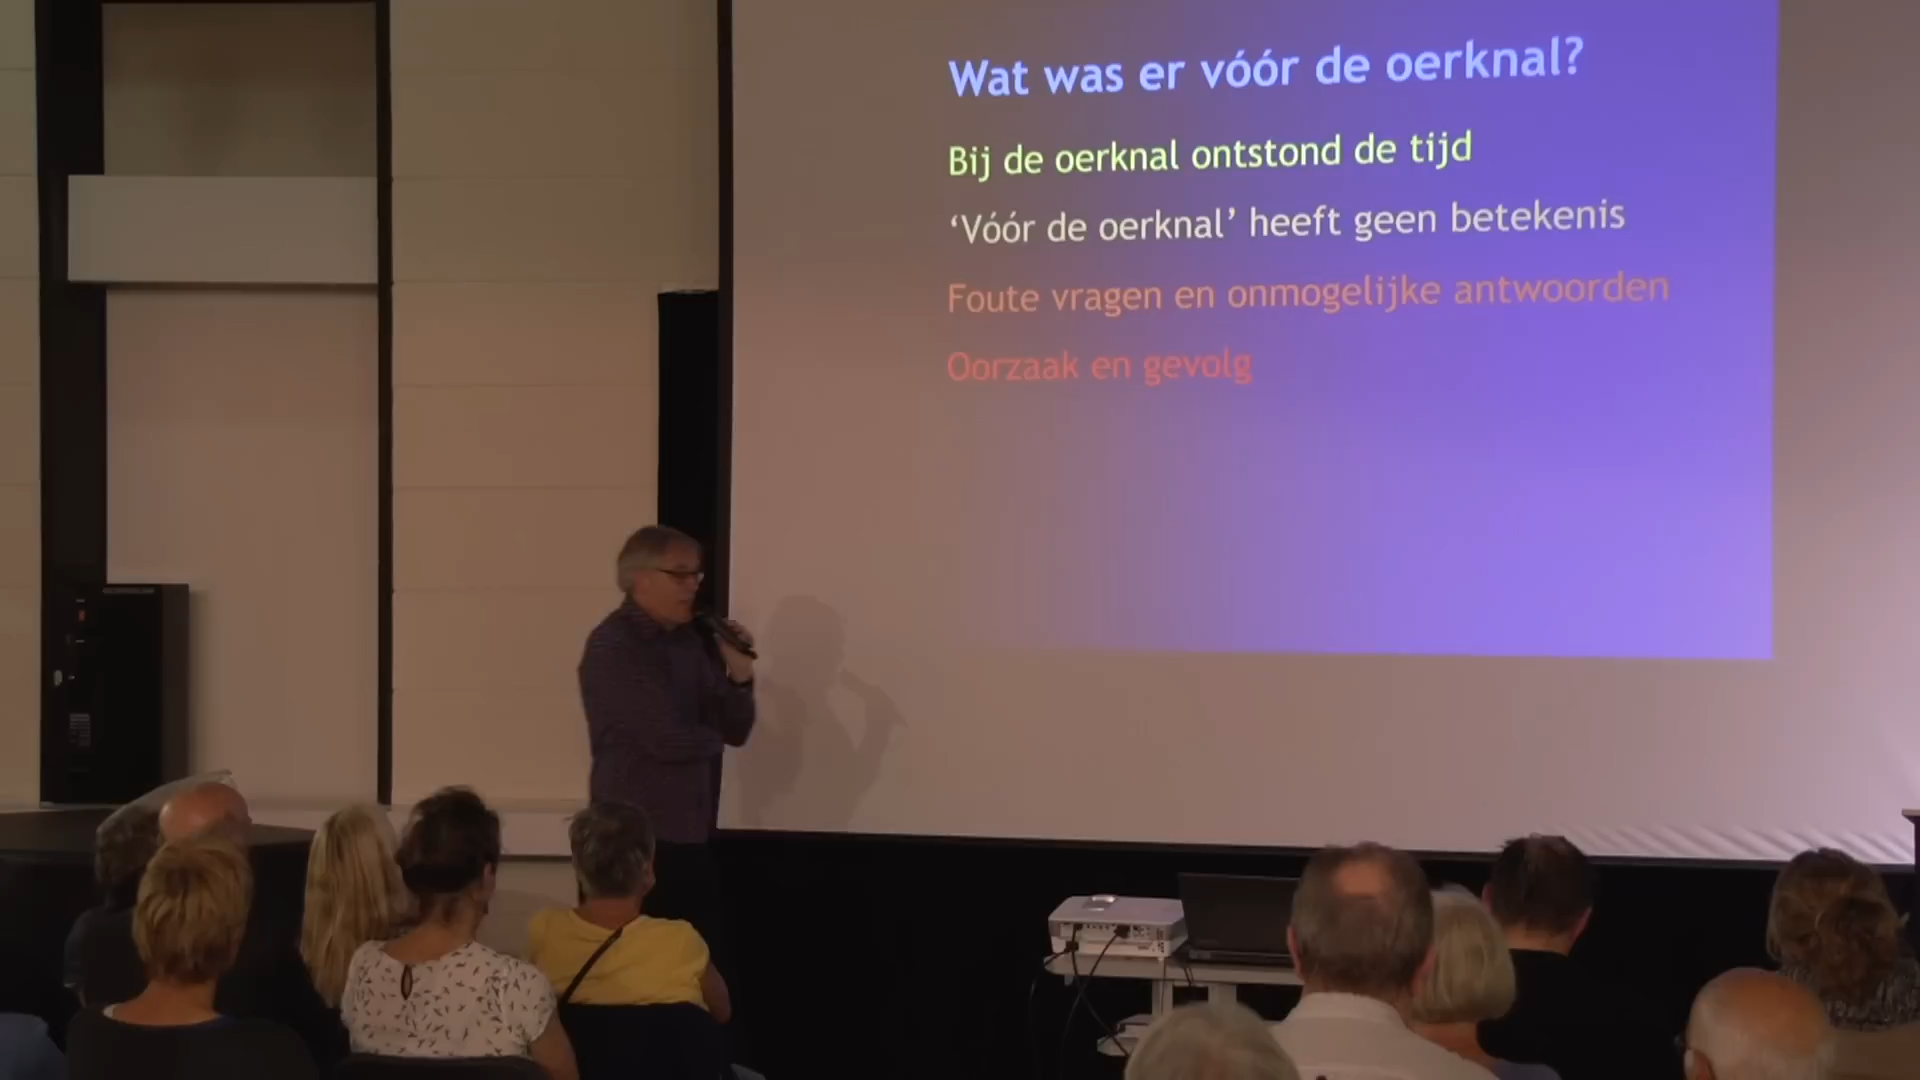 Wat was er vóór de oerknal?
Bij de oerknal ontstond de tijd
‘Vóór de oerknal’ heeft geen betekenis
Foute vragen en onmogelijke antwoorden
Oorzaak en gevolg